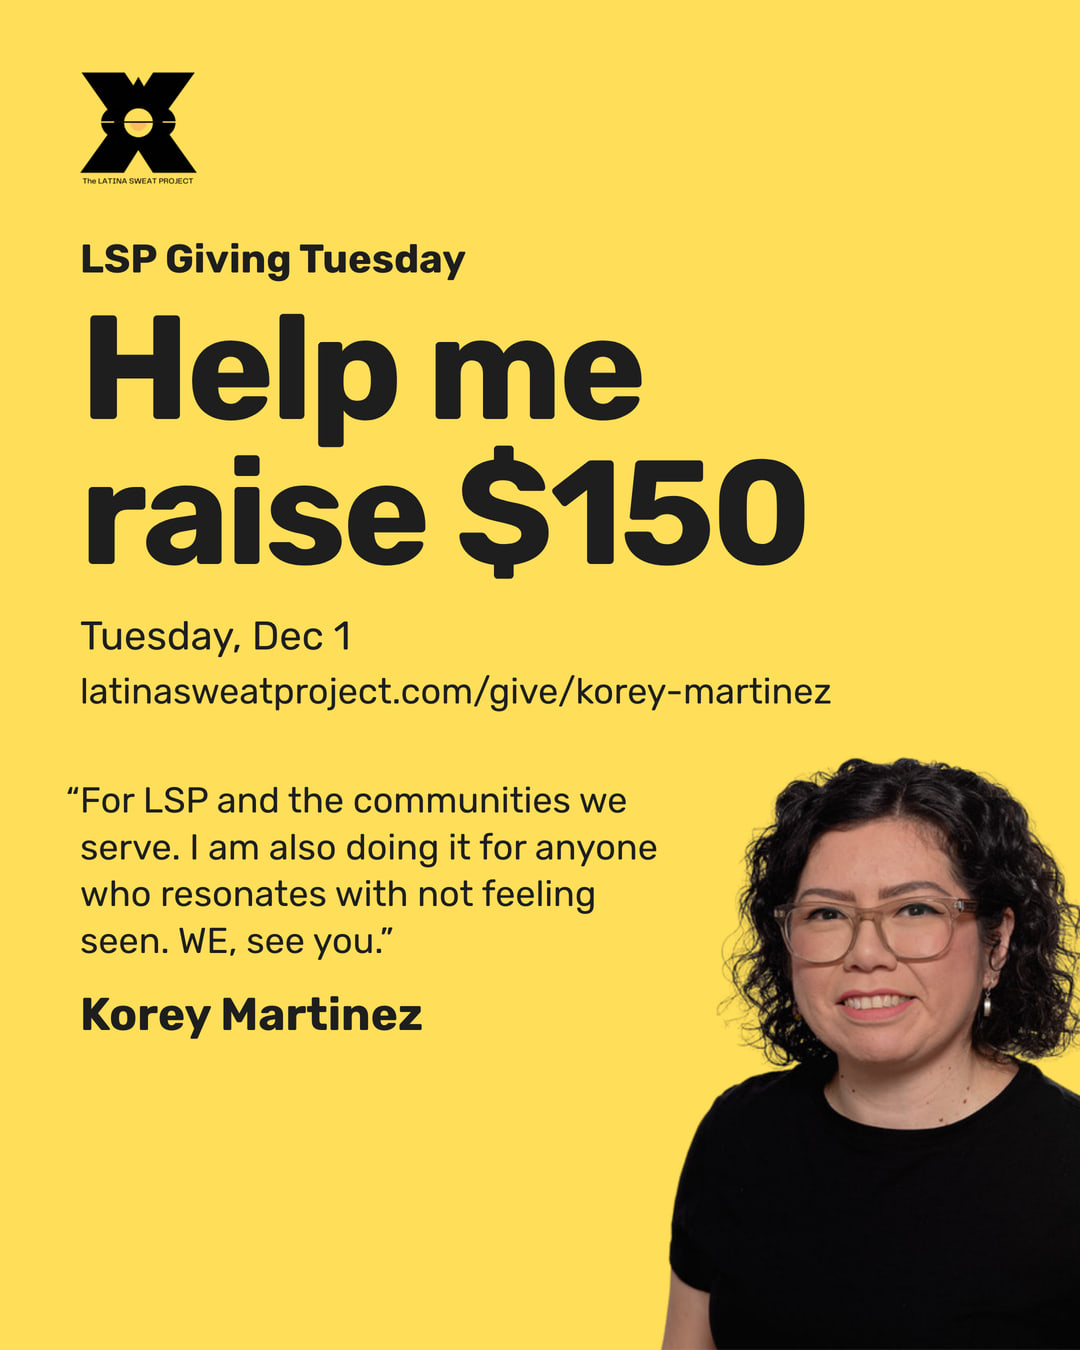 The LATINA SWEAT PROJECT
LSP Giving Tuesday
Help me
raise $150
Tuesday, Dec 1
latinasweatproject.com/give/korey-martinez
“For LSP and the communities we
serve. I am also doing it for anyone
who resonates with not feeling
seen. WE, see you.”
Korey Martinez